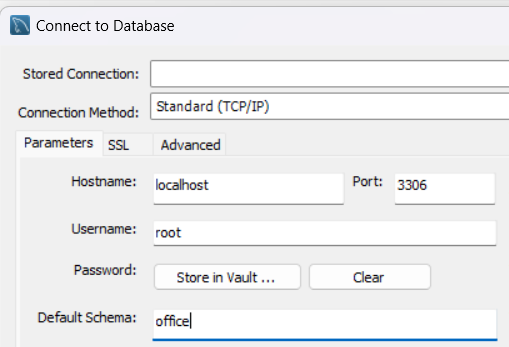 Connect to Database
Stored Connection:
Connection Method: Standard (TCP/IP)
Parameters SSL Advanced
Hostname: localhost Port: 3306
Username: root
Password: Store in Vault ... Clear
Default Schema: office